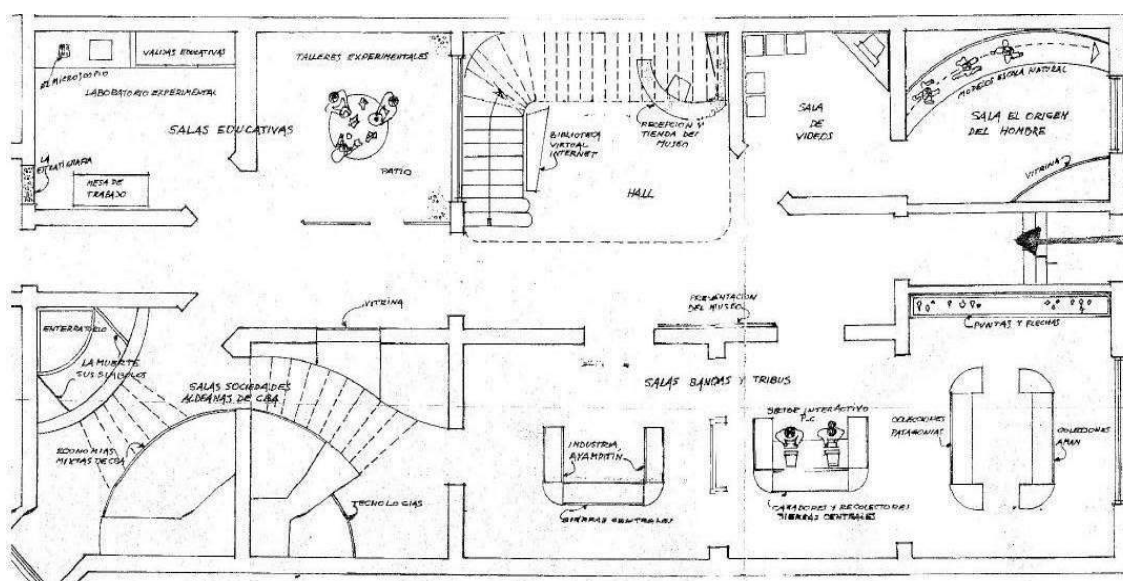 EL MICROSCOPIO
VALIJAS EDUCATIVAS
LABORATORIO EXPERIMENTAL
SALAS EDUCATIVAS
LA
ESTRATIGRAFIA
MESA DE
TRABAJO
TALLERES EXPERIMENTALES
PATIO
BIBLIOTECA
VIRTUAL
INTERNET
RECEPCION Y
TIENDA DEL
MUSEO
HALL
SALA
DE
VIDEOS
MODELOS ESCALA NATURAL
SALA EL ORIGEN
DEL HOMBRE
VITRINA
ENTERRATORIO
LA MUERTE
SUS SIMBOLOS
ECONOMIAS
MIXTAS DE CBA
SALAS SOCIEDADES
ALDEANAS DE CBA
VITRINA
TECNOLOGIAS
PRESENTACION
DEL MUSEO
SALAS BANDAS Y TRIBUS
INDUSTRIA
AYAMPITIN
SIERRAS CENTRALES
INTERACTIVO
P.C
CAZADORES Y RECOLECTORES
SIERRAS CENTRALES
PUNTAS Y FLECHAS
COLECCIONES
PATAGONIAS
COLECCIONES